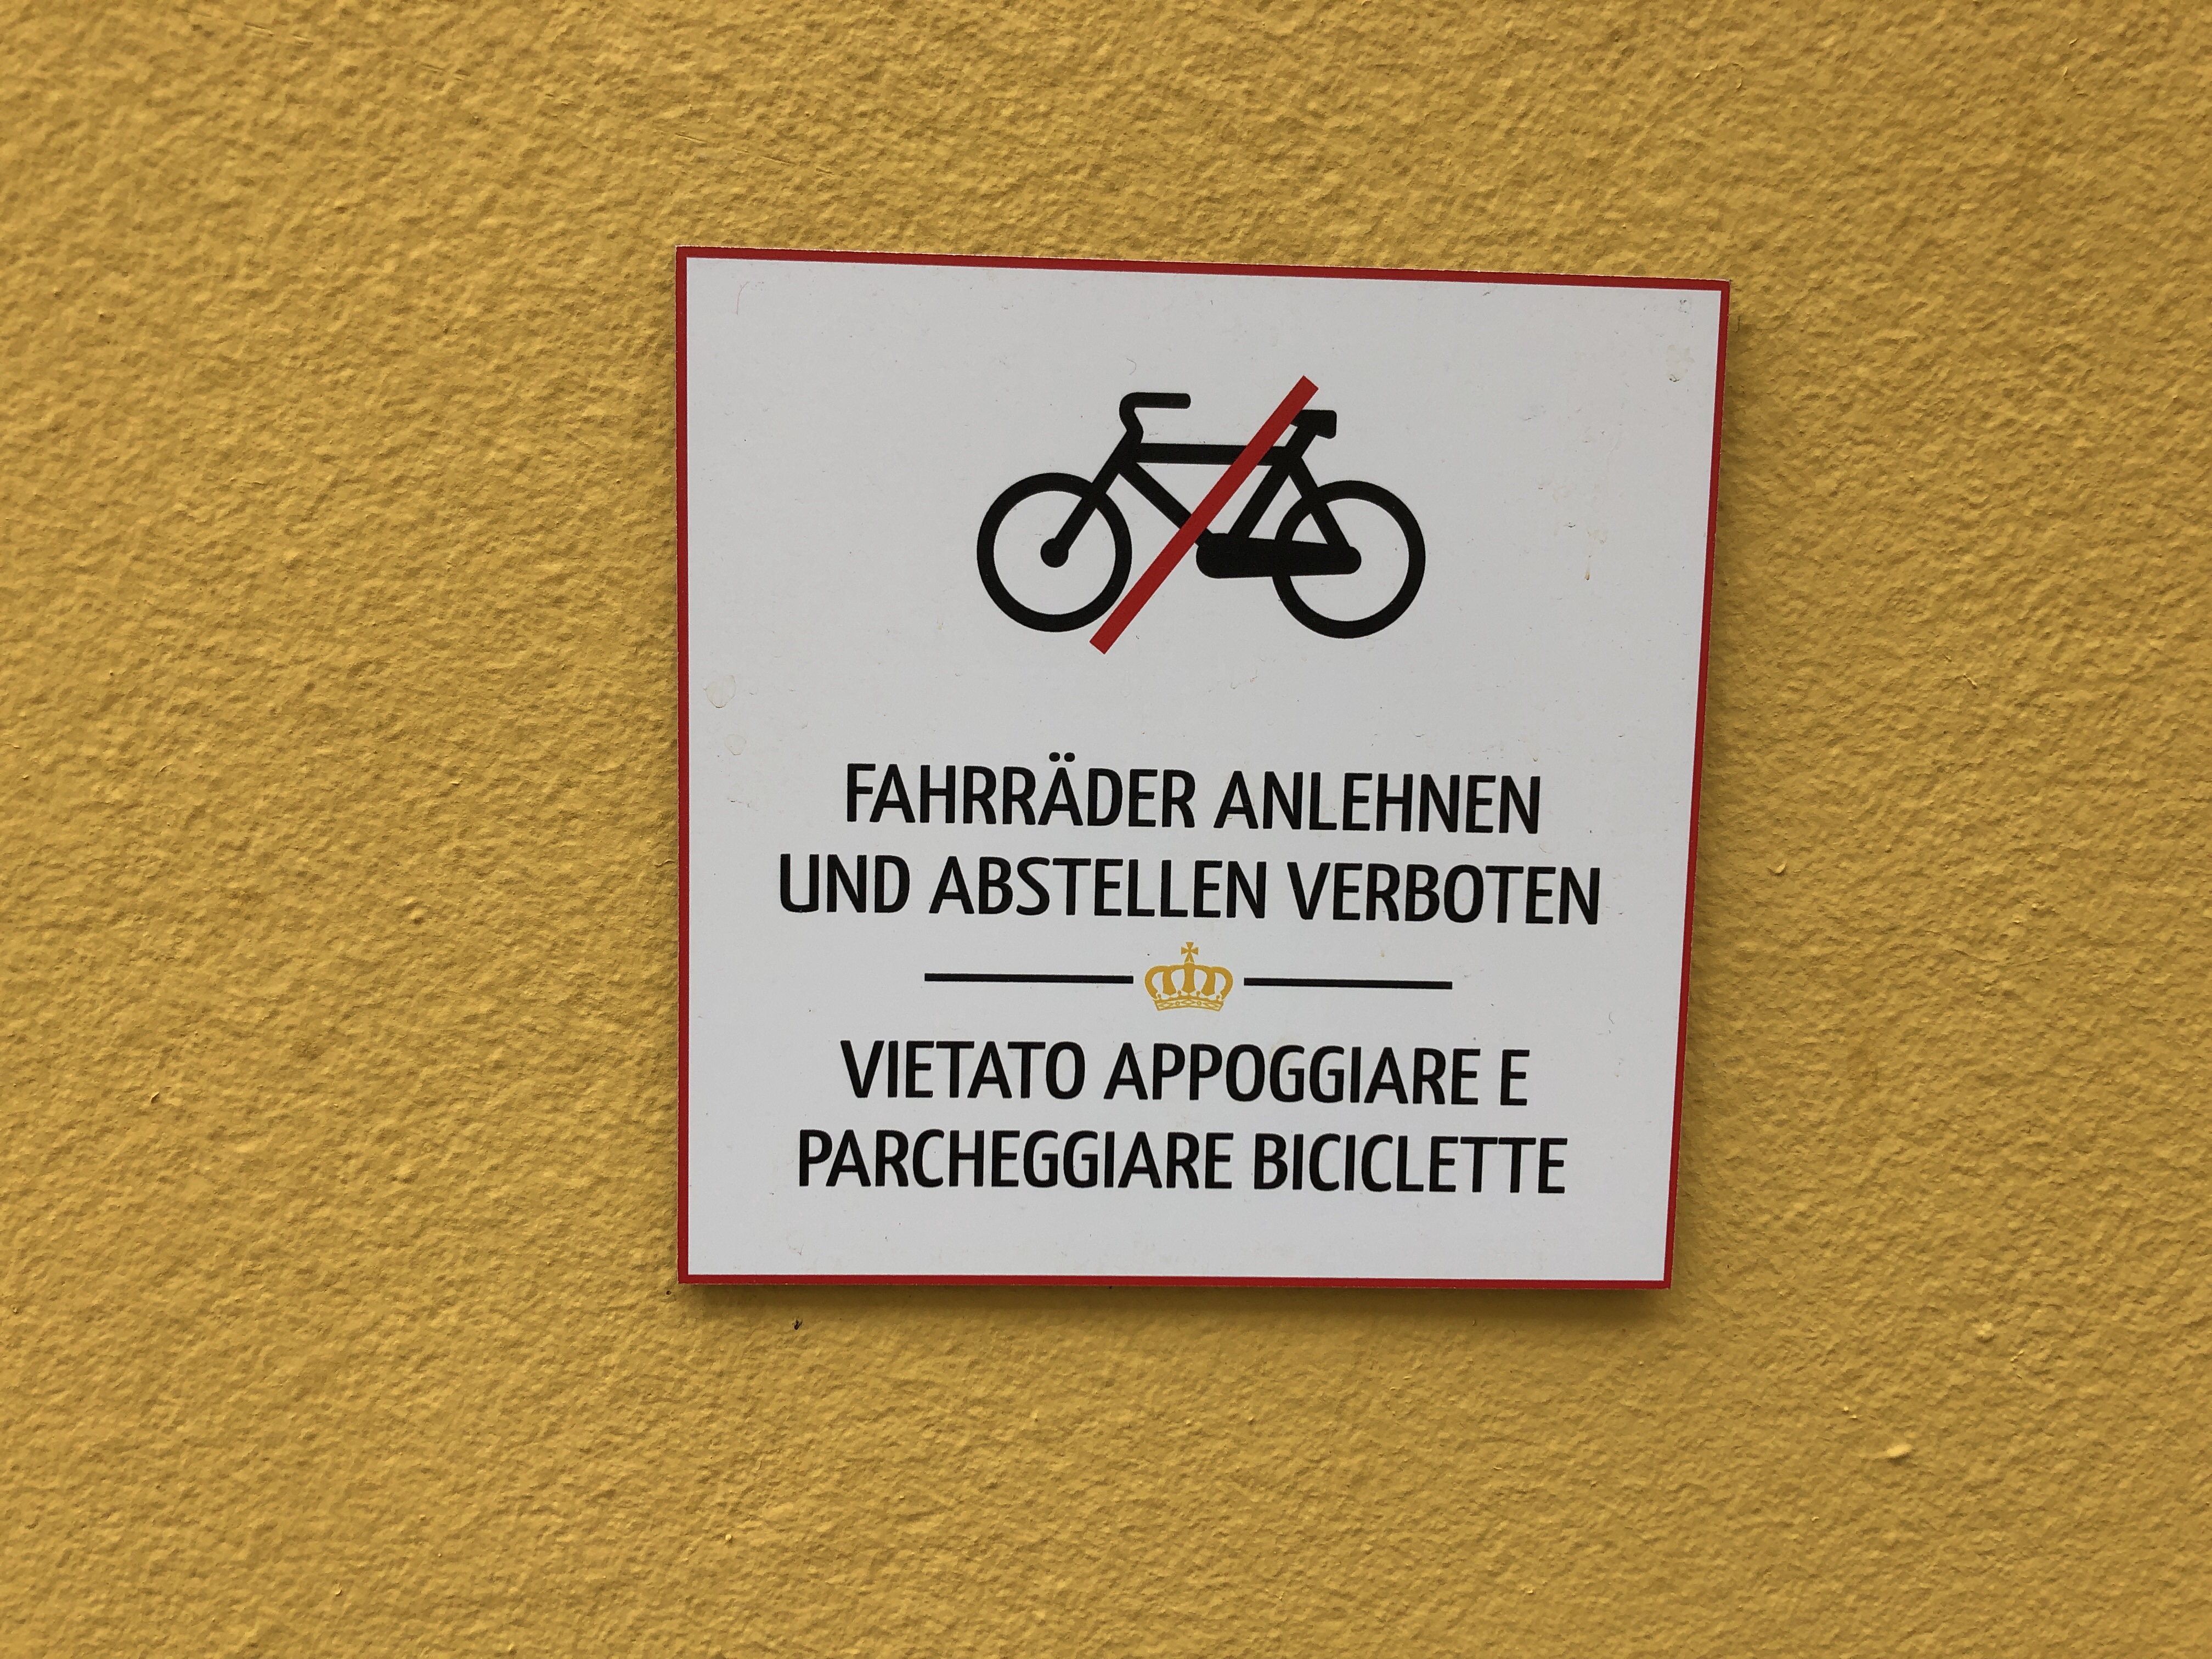 FAHRRÄDER ANLEHNEN
UND ABSTELLEN VERBOTEN
VIETATO APPOGGIARE E
PARCHEGGIARE BICICLETTE